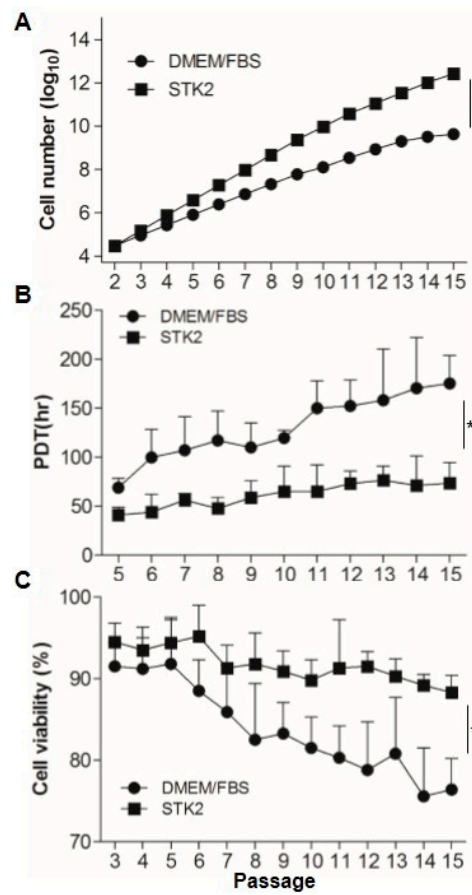 A
Cell number (log10)
14
12
10
8
6
4
DMEM/FBS
STK2
2 3 4 5 6 7 8 9 10 11 12 13 14 15
B
PDT(hr)
250
200
150
100
50
0
DMEM/FBS
STK2
*
5 6 7 8 9 10 11 12 13 14 15
C
Cell viability (%)
100
90
80
70
DMEM/FBS
STK2
3 4 5 6 7 8 9 10 11 12 13 14 15
Passage